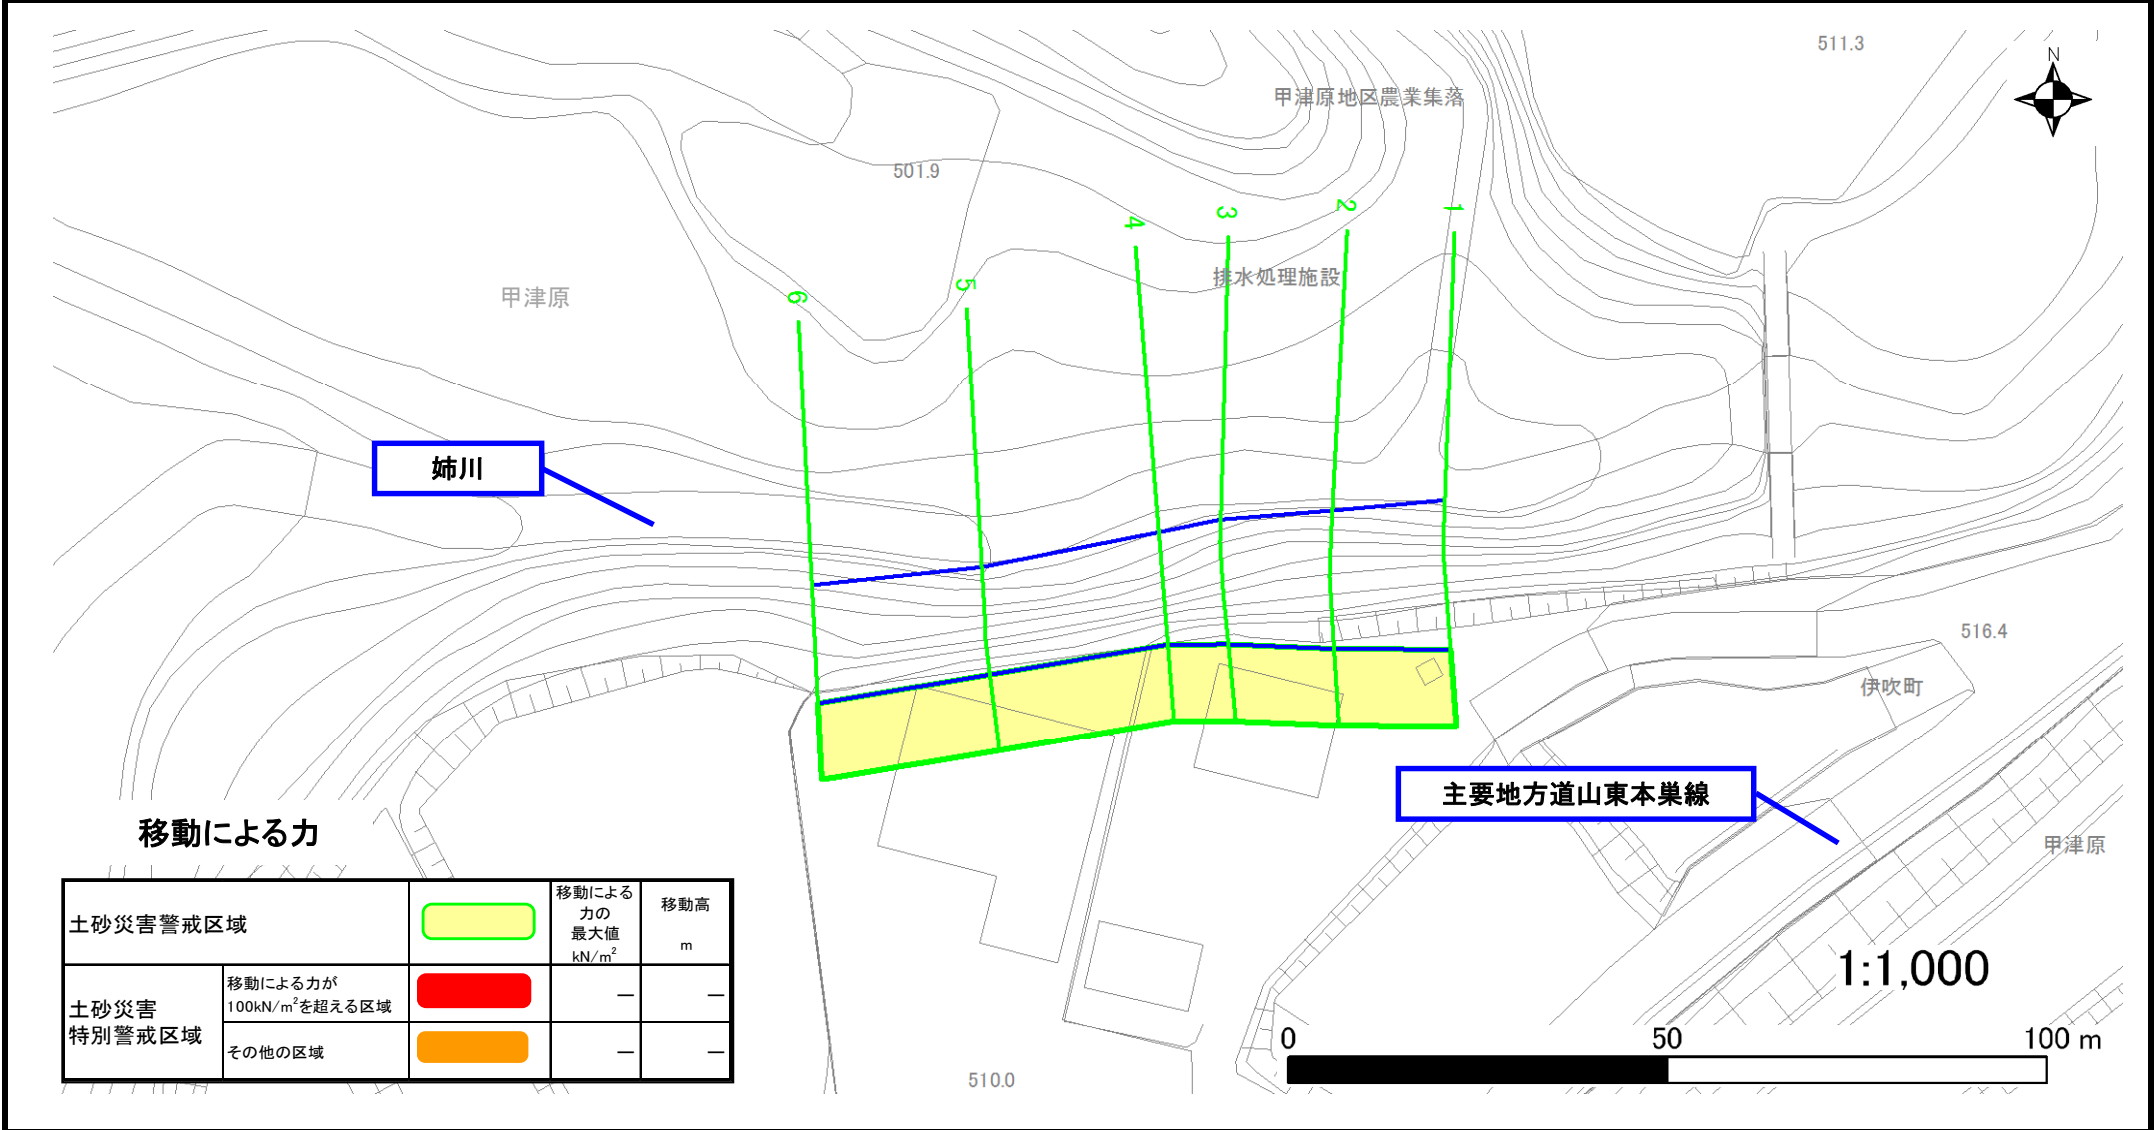 511.3
N
甲津原地区農業集落
501.9
1
2
3
4
排水処理施設
5
6
甲津原
姉川
516.4
伊吹町
主要地方道山東本巣線
甲津原
移動による力
土砂災害警戒区域
移動による
力の
最大値
kN/m²
移動高
m
土砂災害
特別警戒区域
移動による力が
100kN/m²を超える区域
－
－
その他の区域
－
－
1:1,000
0 50 100 m
510.0